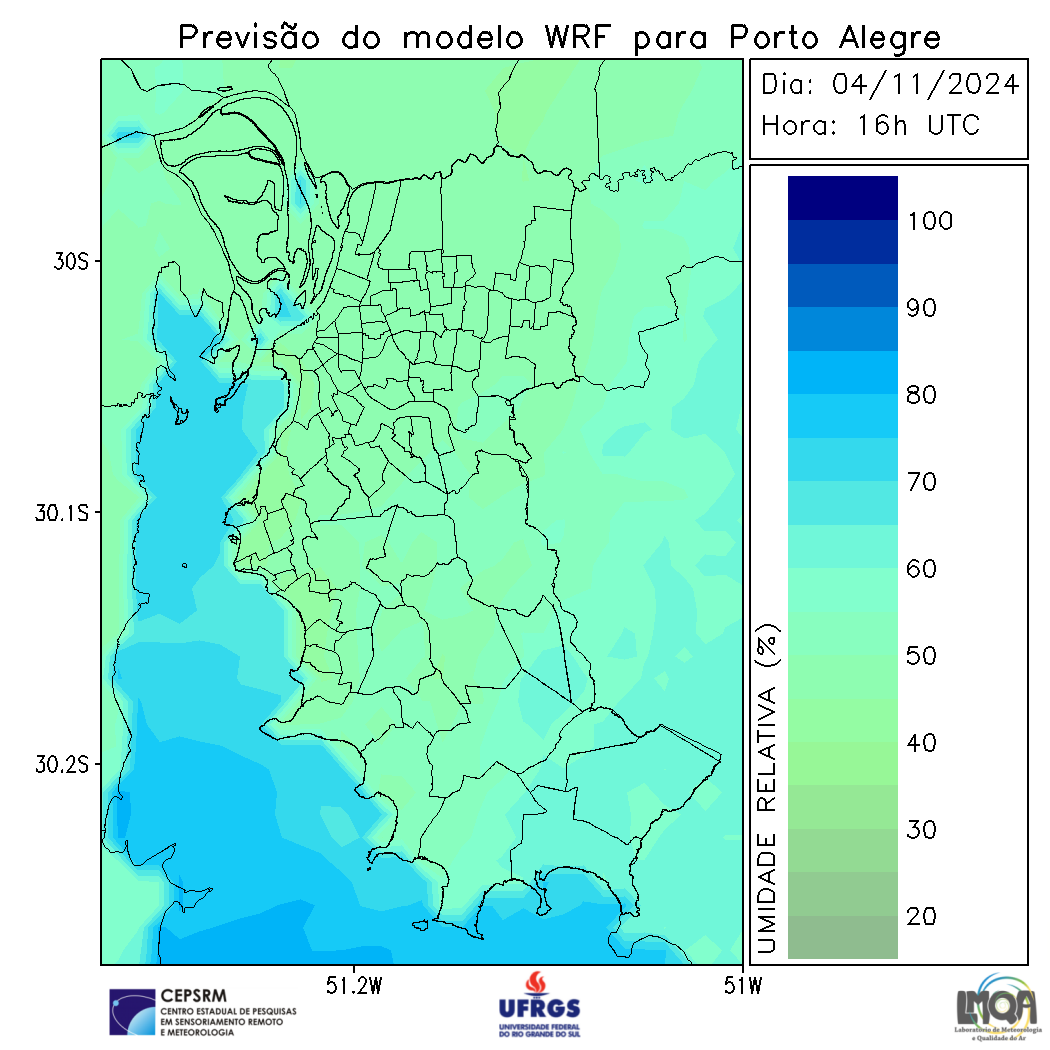 Previsão do modelo WRF para Porto Alegre
Dia: 04/11/2024
Hora: 16h UTC
30S
30.1S
30.2S
51.2W
51W
100
90
80
70
60
50
40
30
20
UMIDADE RELATIVA (%)
CEPSRM
CENTRO ESTADUAL DE PESQUISAS
EM SENSORIAMENTO REMOTO
E METEOROLOGIA
UFRGS
UNIVERSIDADE FEDERAL
DO RIO GRANDE DO SUL
LMQA
Laboratório de Meteorologia
e Qualidade do Ar